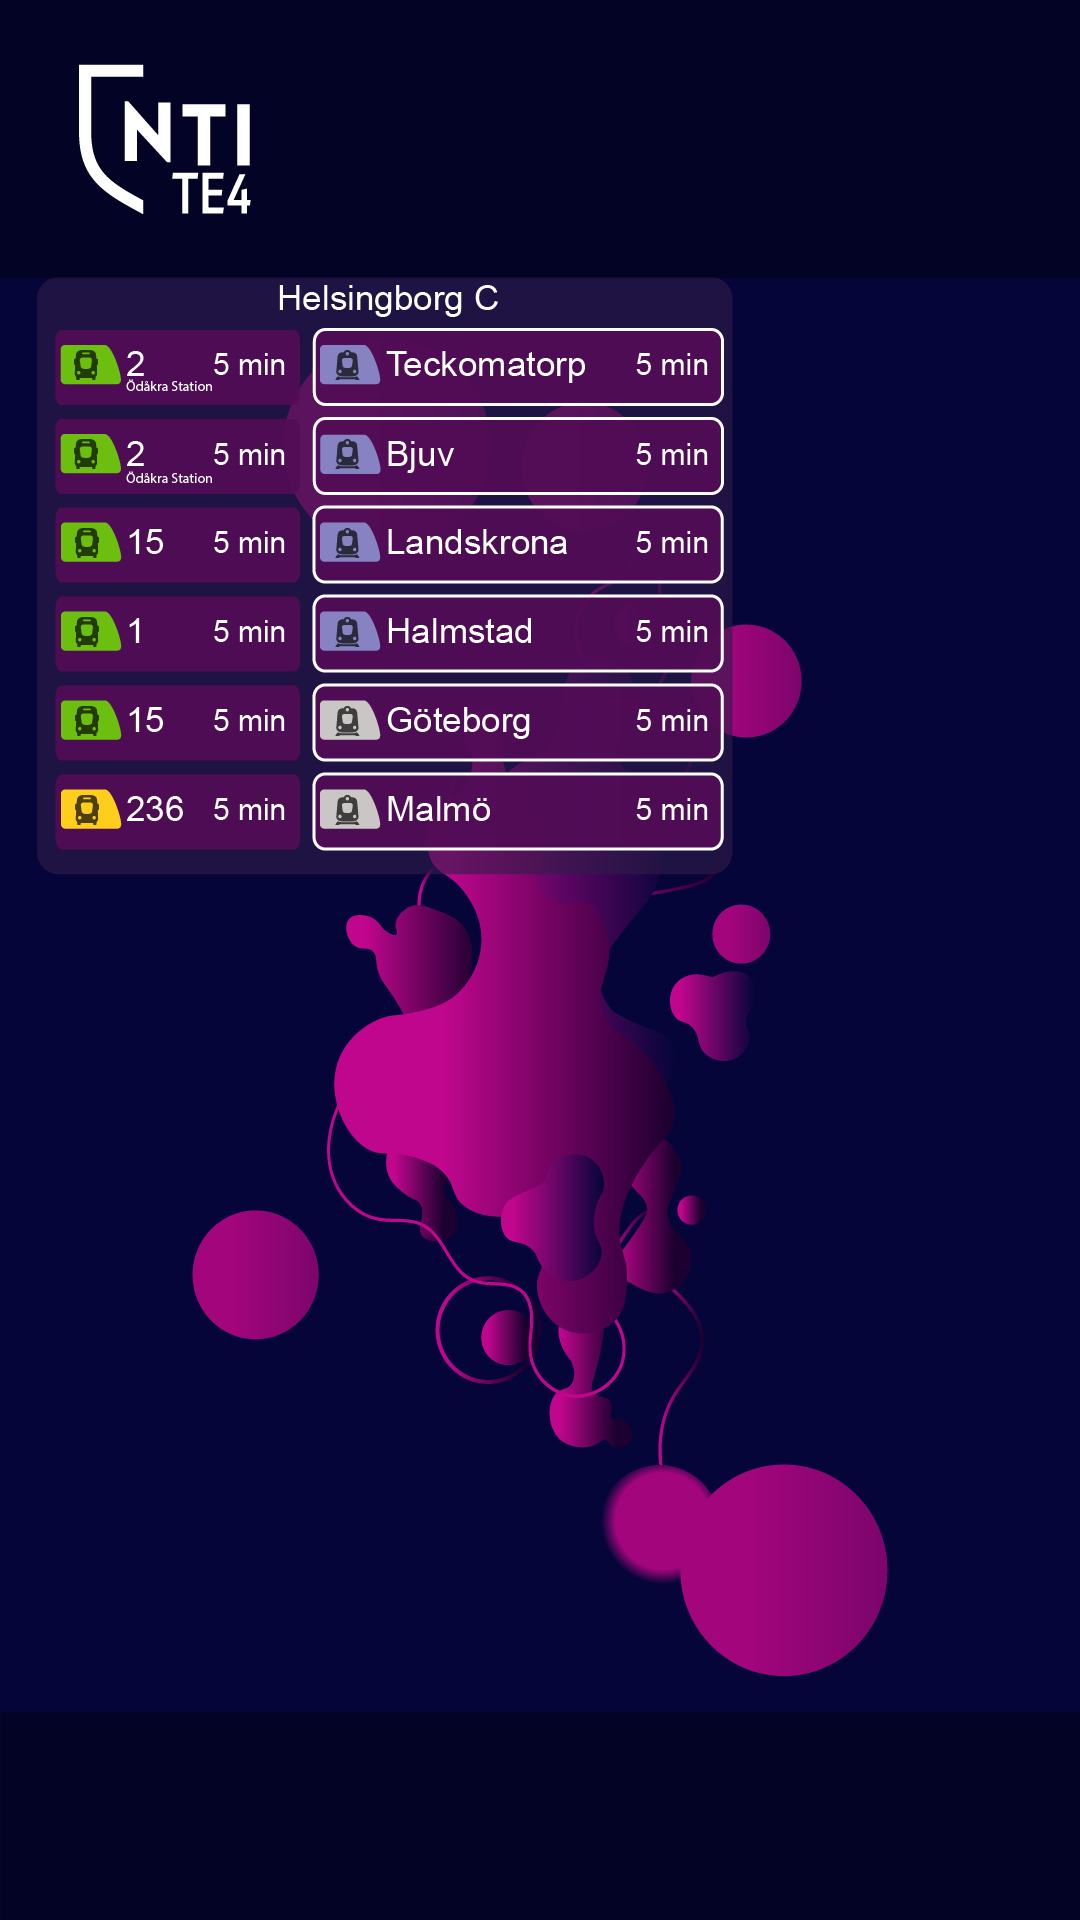 NTI
TE4
Helsingborg C
2 5 min
Ödåkra Station
2 5 min
Ödåkra Station
15 5 min
1 5 min
15 5 min
236 5 min
Teckomatorp 5 min
Bjuv 5 min
Landskrona 5 min
Halmstad 5 min
Göteborg 5 min
Malmö 5 min